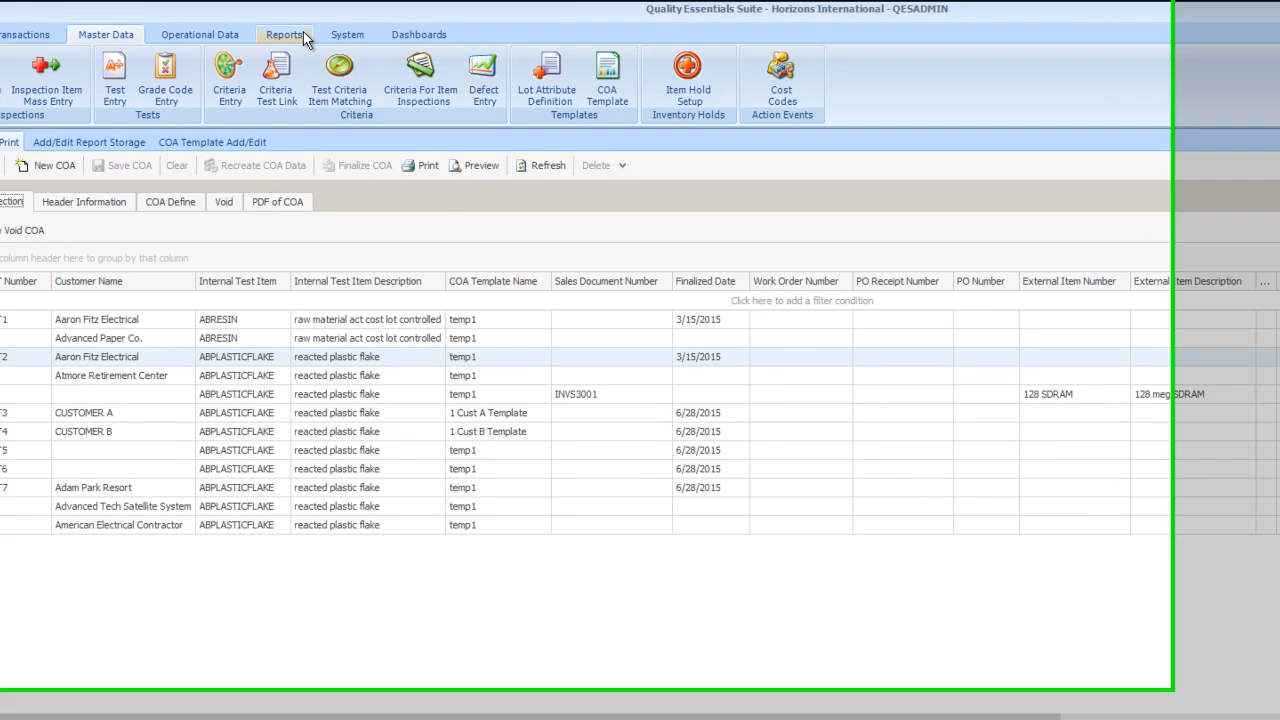 Quality Essentials Suite - Horizons International - QESADMIN
ransactions Master Data Operational Data Reports System Dashboards
Inspection Item Mass Entry
Test Entry
Grade Code Entry
Criteria Entry
Criteria Test Link
Test Criteria Item Matching
Criteria For Item Inspections
Defect Entry
Lot Attribute Definition
COA Template
Item Hold Setup
Cost Codes
spections Tests Criteria Templates Inventory Holds Action Events
Print Add/Edit Report Storage COA Template Add/Edit
New COA Save COA Clear Recreate COA Data Finalize COA Print Preview Refresh Delete
ection Header Information COA Define Void PDF of COA
Void COA
column header here to group by that column
Number Customer Name Internal Test Item Internal Test Item Description COA Template Name Sales Document Number Finalized Date Work Order Number PO Receipt Number PO Number External Item Number External Item Description ...
Click here to add a filter condition
T1 Aaron Fitz Electrical ABRESIN raw material act cost lot controlled temp1 3/15/2015
Advanced Paper Co. ABRESIN raw material act cost lot controlled temp1
T2 Aaron Fitz Electrical ABPLASTICFLAKE reacted plastic flake temp1 3/15/2015
Atmore Retirement Center ABPLASTICFLAKE reacted plastic flake temp1
ABPLASTICFLAKE reacted plastic flake temp1 INVS3001 128 SDRAM 128 meg SDRAM
T3 CUSTOMER A ABPLASTICFLAKE reacted plastic flake 1 Cust A Template 6/28/2015
T4 CUSTOMER B ABPLASTICFLAKE reacted plastic flake 1 Cust B Template 6/28/2015
T5 ABPLASTICFLAKE reacted plastic flake temp1 6/28/2015
T6 ABPLASTICFLAKE reacted plastic flake temp1 6/28/2015
T7 Adam Park Resort ABPLASTICFLAKE reacted plastic flake temp1 6/28/2015
Advanced Tech Satellite System ABPLASTICFLAKE reacted plastic flake temp1
American Electrical Contractor ABPLASTICFLAKE reacted plastic flake temp1